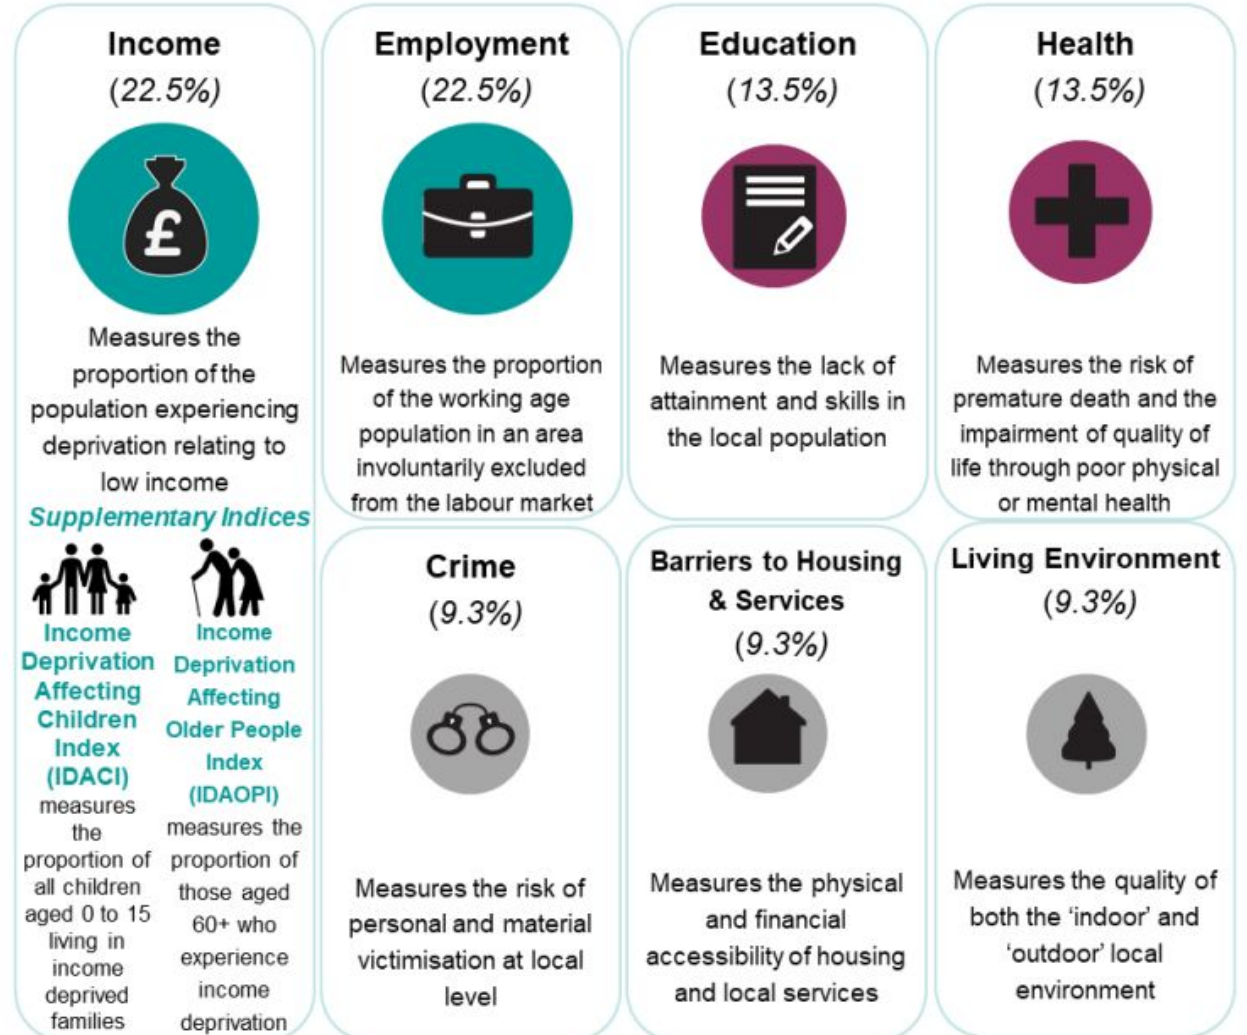 Income
(22.5%)
£
Measures the
proportion of the
population experiencing
deprivation relating to
low income
Supplementary Indices
Income
Deprivation
Affecting
Children
Index
(IDACI)
measures
the
proportion of
all children
aged 0 to 15
living in
income
deprived
families
Income
Deprivation
Affecting
Older People
Index
(IDAOPI)
measures the
proportion of
those aged
60+ who
experience
income
deprivation
Employment
(22.5%)
Measures the proportion
of the working age
population in an area
involuntarily excluded
from the labour market
Education
(13.5%)
Measures the lack of
attainment and skills in
the local population
Health
(13.5%)
Measures the risk of
premature death and the
impairment of quality of
life through poor physical
or mental health
Crime
(9.3%)
Measures the risk of
personal and material
victimisation at local
level
Barriers to Housing
& Services
(9.3%)
Measures the physical
and financial
accessibility of housing
and local services
Living Environment
(9.3%)
Measures the quality of
both the ‘indoor’ and
‘outdoor’ local
environment